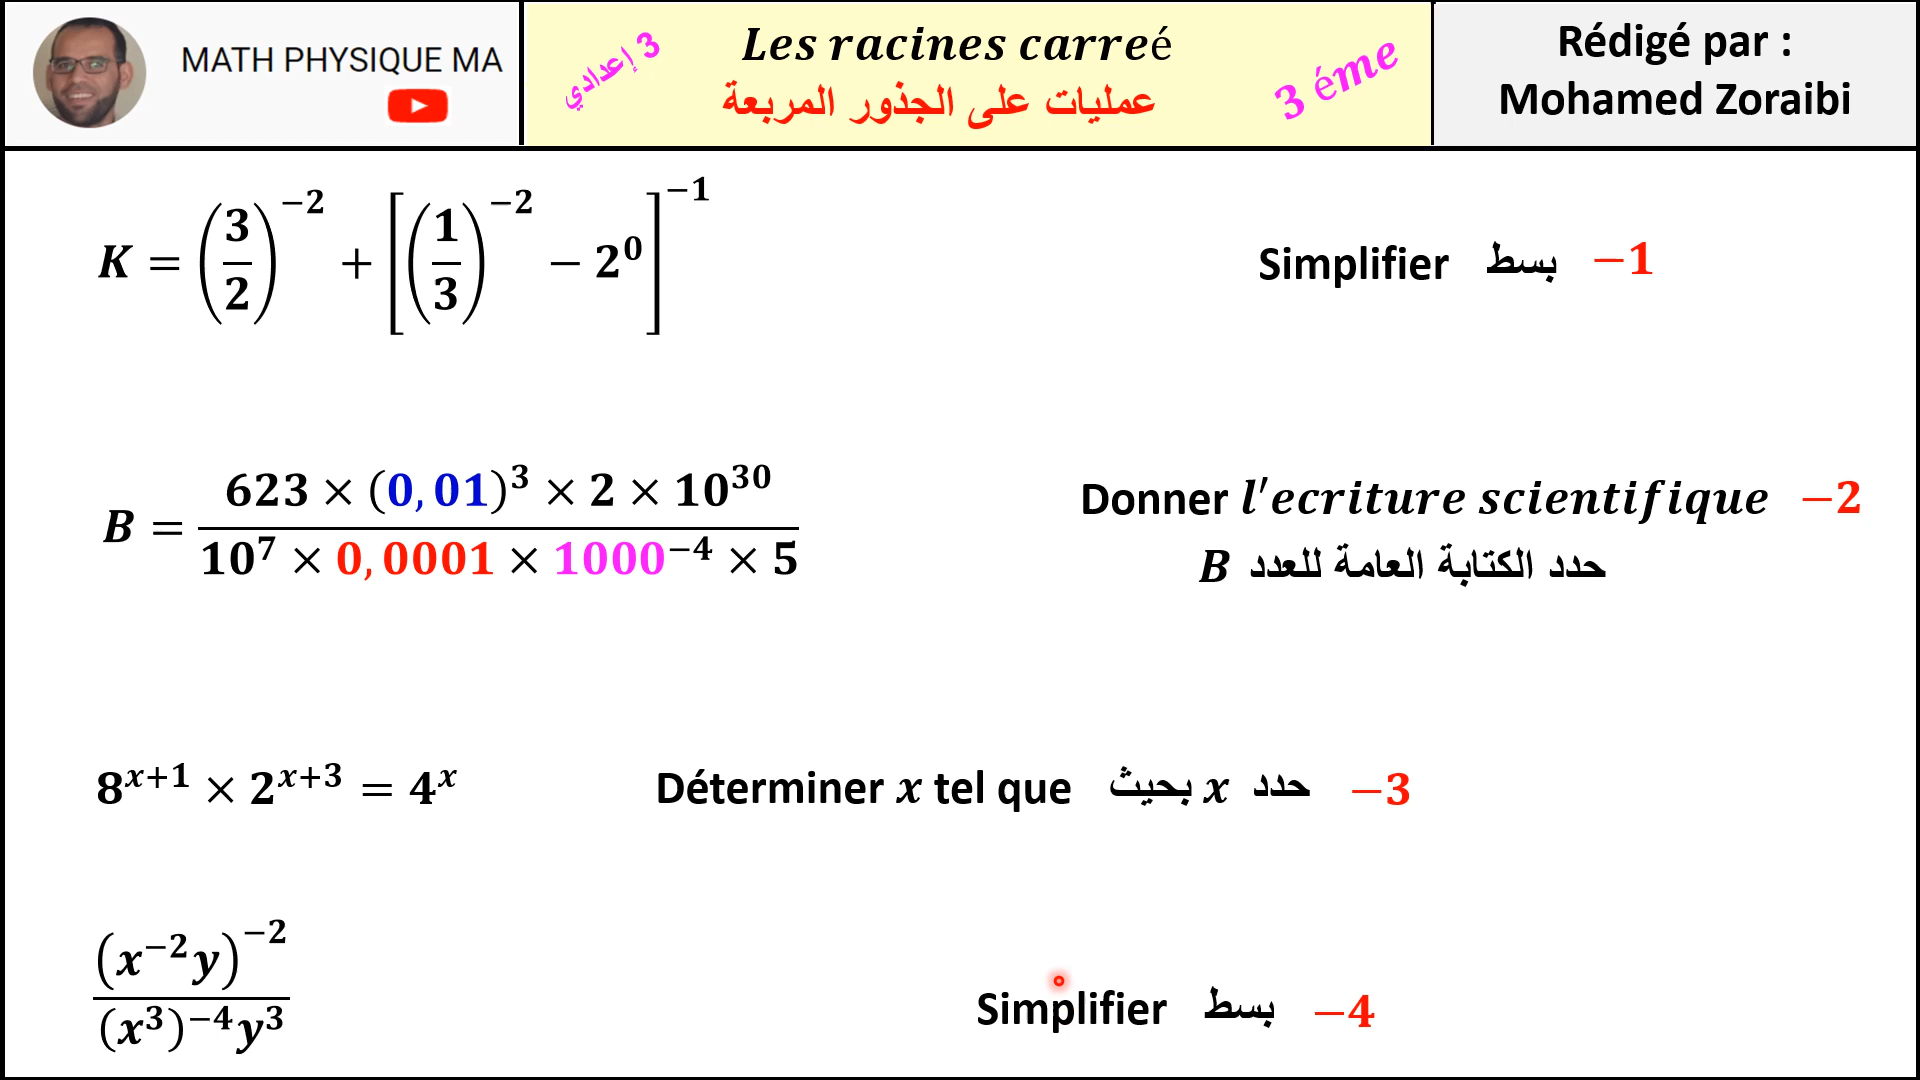 MATH PHYSIQUE MA
3 إعدادي
Les racines carreé
عمليات على الجذور المربعة
3 éme
Rédigé par :
Mohamed Zoraibi
K = (3/2)^−2 + [(1/3)^−2 − 2^0]^−1
Simplifier بسط −1
B = (623 × (0,01)^3 × 2 × 10^30) / (10^7 × 0,0001 × 1000^−4 × 5)
Donner l'ecriture scientifique −2
حدد الكتابة العامة للعدد B
8^(x+1) × 2^(x+3) = 4^x
Déterminer x tel que حدد x بحيث −3
(x^−2 y)^−2 / ((x^3)^−4 y^3)
Simplifier بسط −4